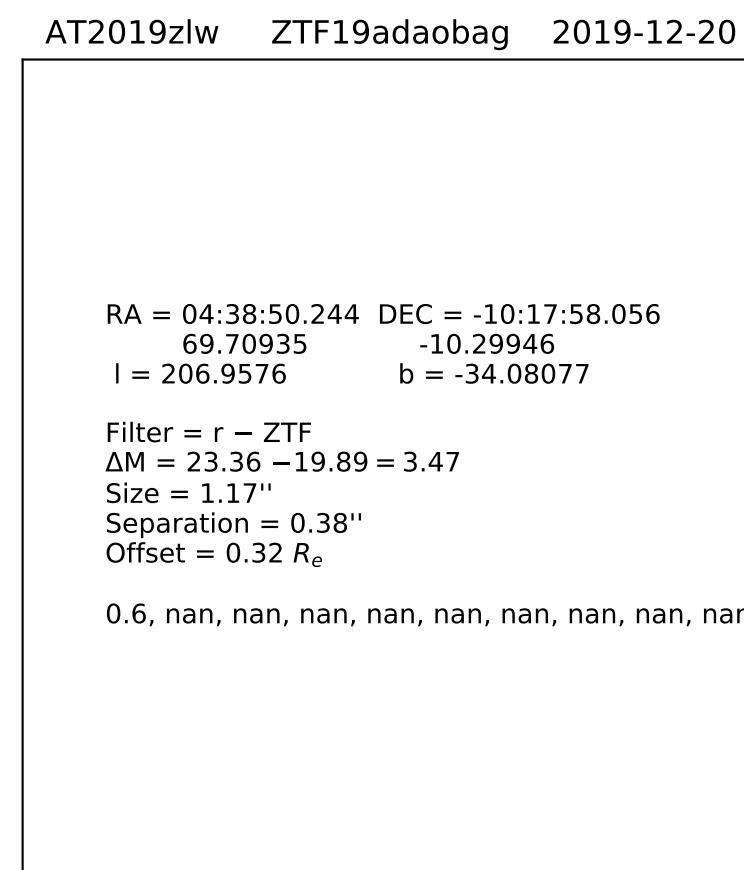 AT2019zlw ZTF19adaobag 2019-12-20
RA = 04:38:50.244 DEC = -10:17:58.056
69.70935 -10.29946
l = 206.9576 b = -34.08077
Filter = r − ZTF
ΔM = 23.36 −19.89 = 3.47
Size = 1.17''
Separation = 0.38''
Offset = 0.32 Re
0.6, nan, nan, nan, nan, nan, nan, nan, nan,